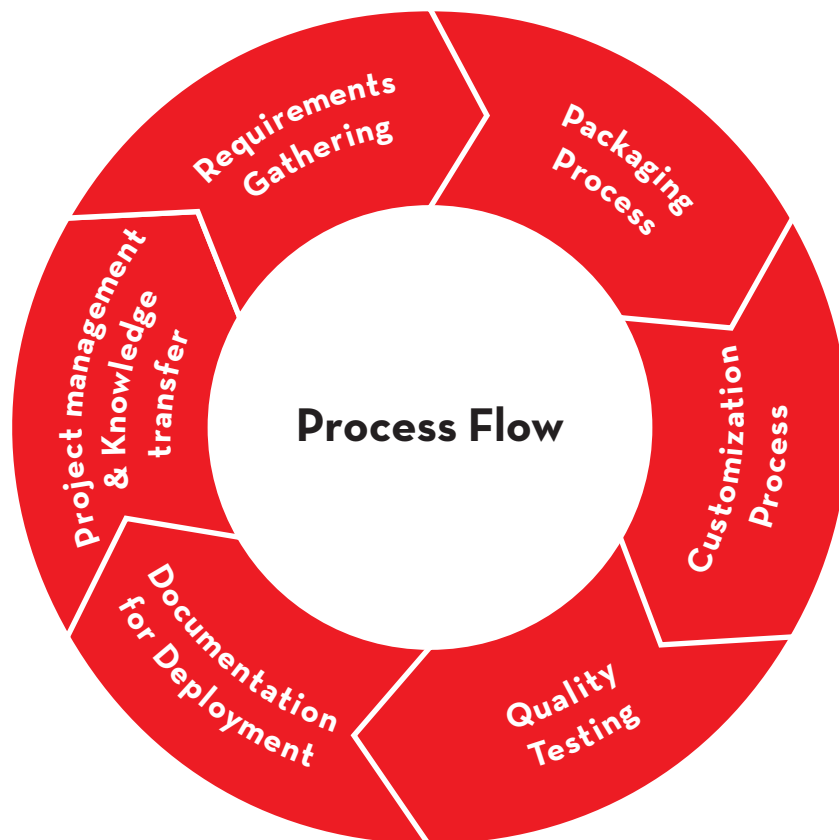 Requirements
Gathering
Packaging
Process
Customization
Process
Quality
Testing
Documentation
for Deployment
Project management
& Knowledge
transfer
Process Flow